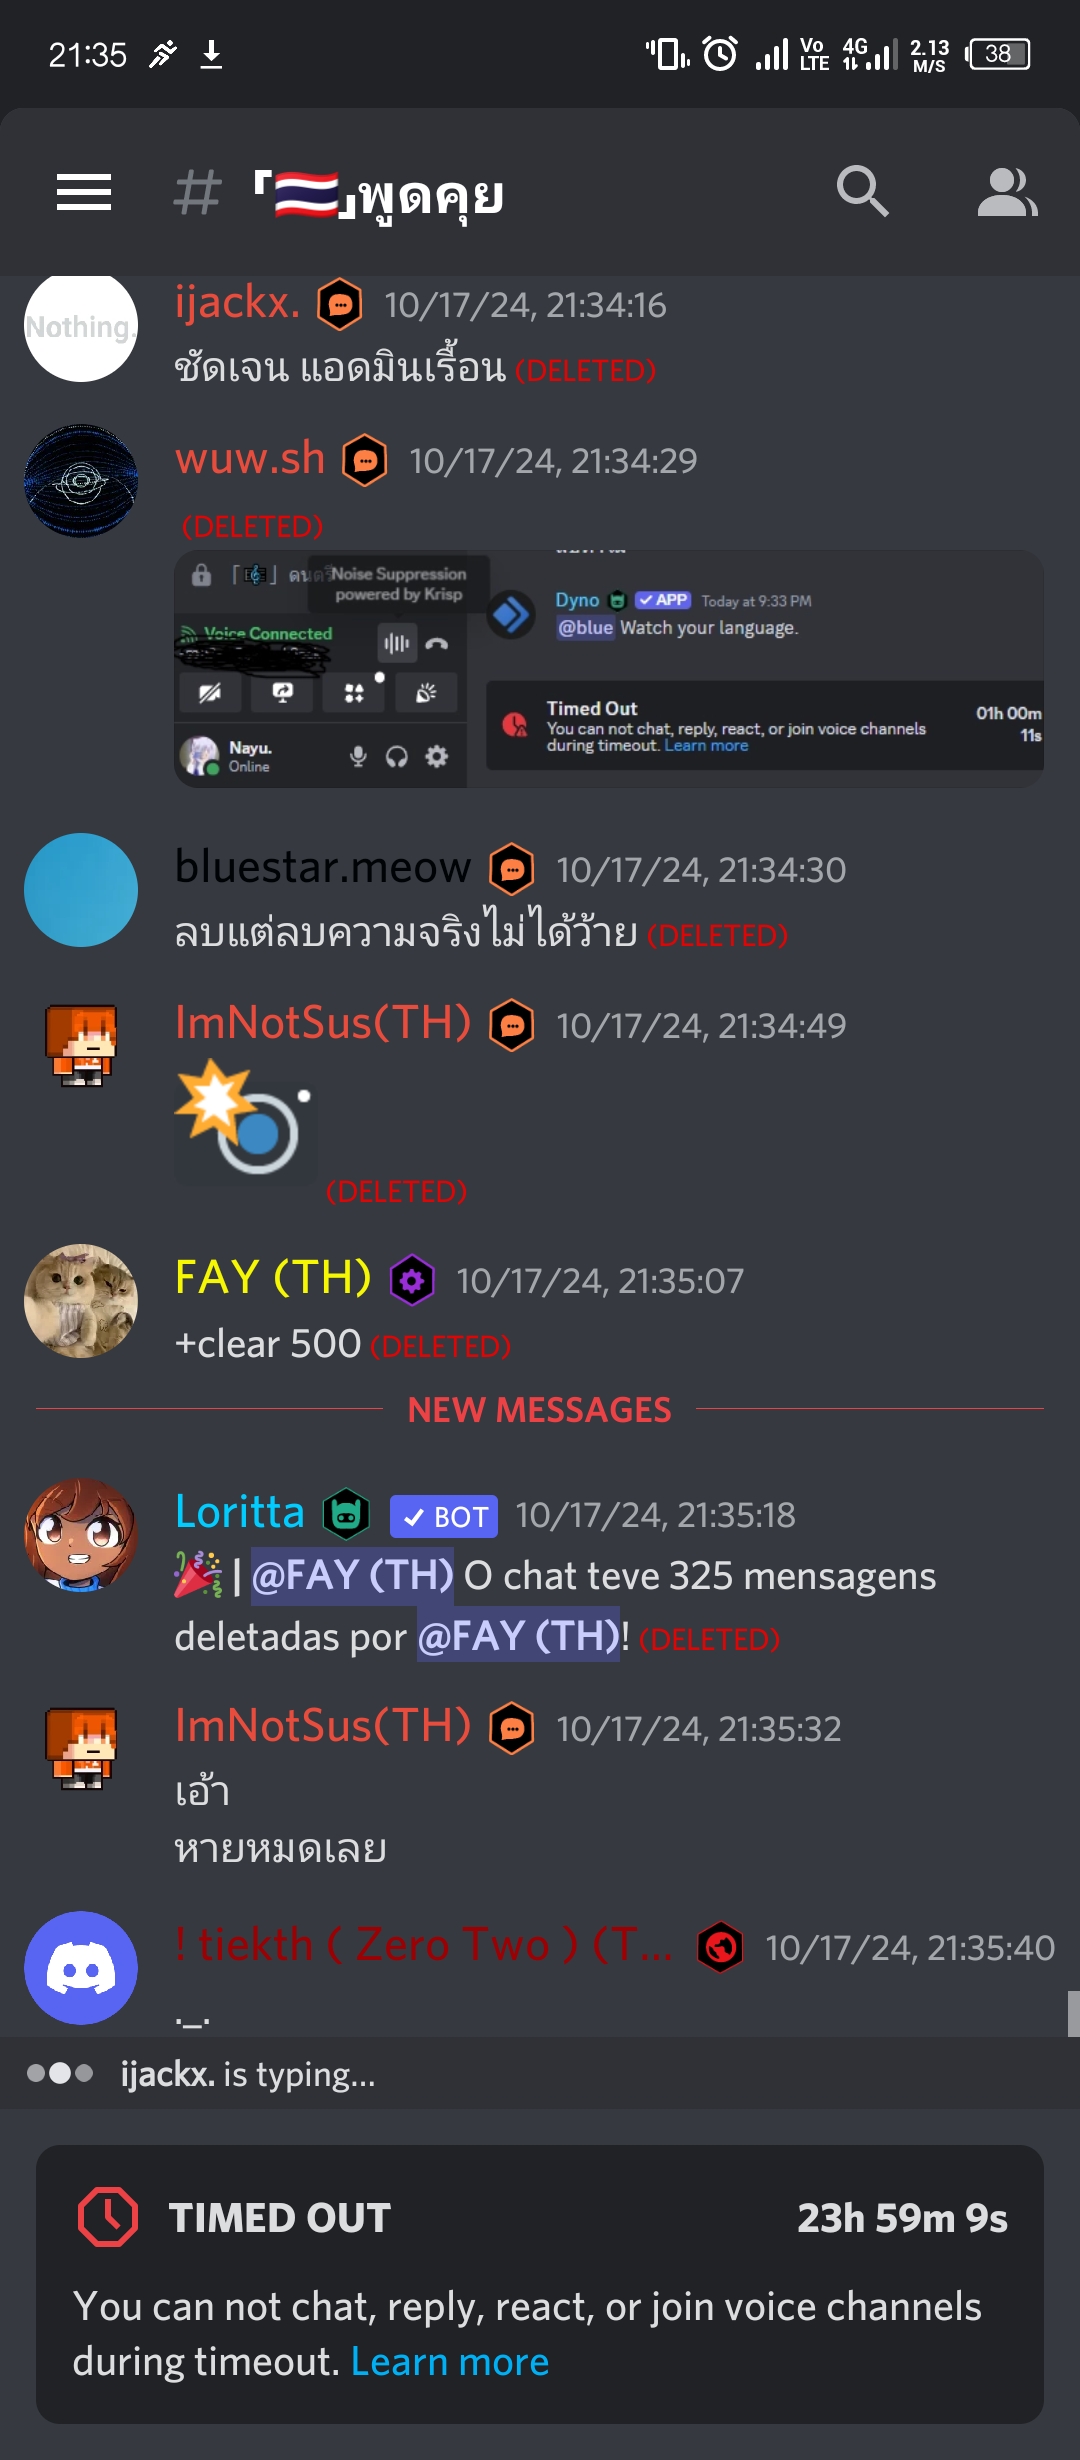 21:35
Vo LTE 4G 2.13 M/S 38
# 「🇹🇭」พูดคุย
Nothing.
ijackx. 10/17/24, 21:34:16
ชัดเจน แอดมินเรื้อน (DELETED)
wuw.sh 10/17/24, 21:34:29
(DELETED)
Noise Suppression
powered by Krisp
Voice Connected
Nayu.
Online
Dyno APP Today at 9:33 PM
@blue Watch your language.
Timed Out
You can not chat, reply, react, or join voice channels
during timeout. Learn more
01h 00m
11s
bluestar.meow 10/17/24, 21:34:30
ลบแต่ลบความจริงไม่ได้ว้าย (DELETED)
ImNotSus(TH) 10/17/24, 21:34:49
(DELETED)
FAY (TH) 10/17/24, 21:35:07
+clear 500 (DELETED)
NEW MESSAGES
Loritta BOT 10/17/24, 21:35:18
🎉 | @FAY (TH) O chat teve 325 mensagens
deletadas por @FAY (TH)! (DELETED)
ImNotSus(TH) 10/17/24, 21:35:32
เอ้า
หายหมดเลย
! tiekth ( Zero Two ) (T... 10/17/24, 21:35:40
._.
ijackx. is typing...
TIMED OUT 23h 59m 9s
You can not chat, reply, react, or join voice channels
during timeout. Learn more